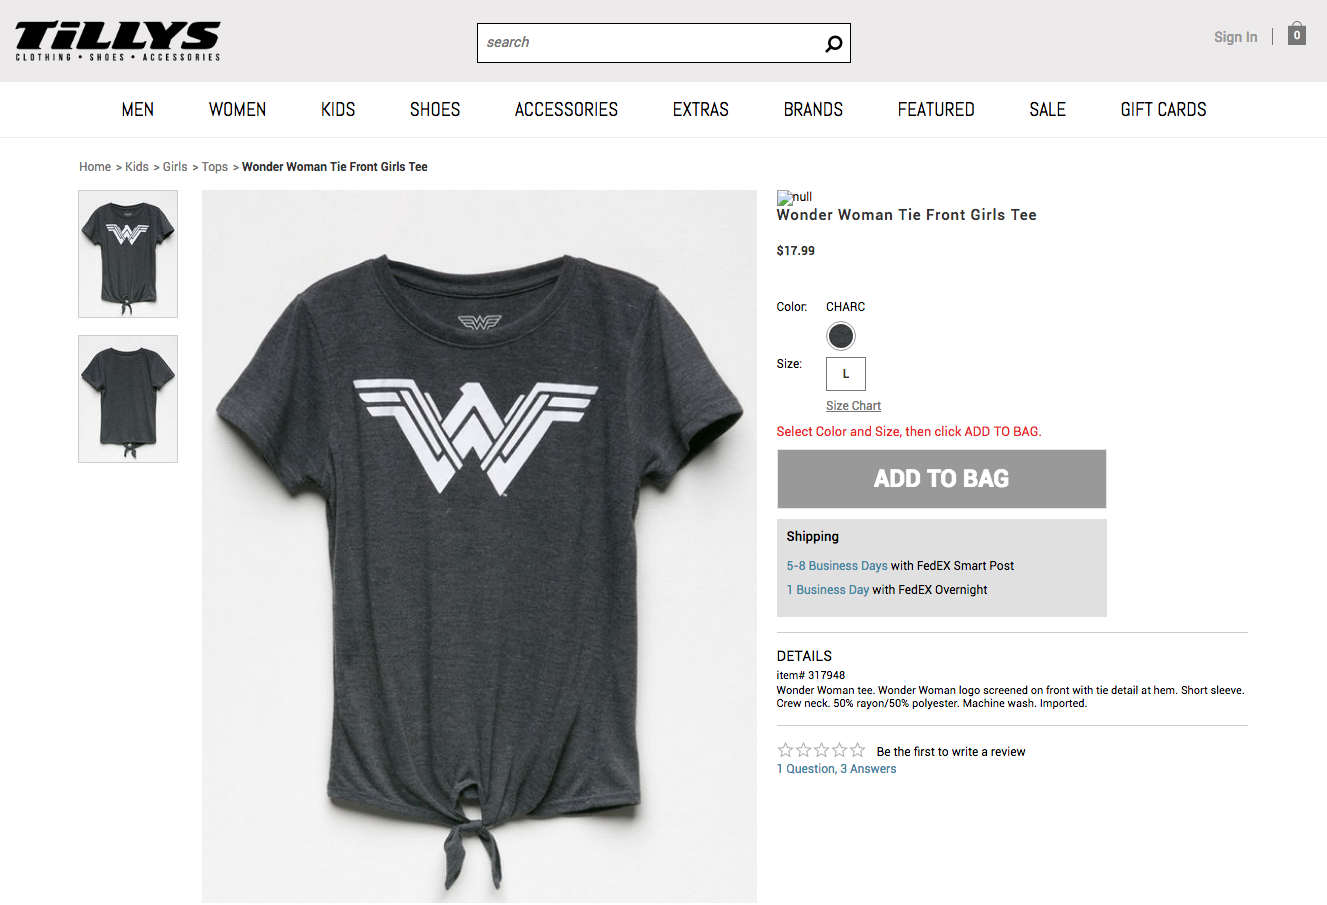 TiLLYS
CLOTHING • SHOES • ACCESSORIES
search
Sign In
0
MEN
WOMEN
KIDS
SHOES
ACCESSORIES
EXTRAS
BRANDS
FEATURED
SALE
GIFT CARDS
Home > Kids > Girls > Tops > Wonder Woman Tie Front Girls Tee
null
Wonder Woman Tie Front Girls Tee
$17.99
Color: CHARC
Size:
L
Size Chart
Select Color and Size, then click ADD TO BAG.
ADD TO BAG
Shipping
5-8 Business Days with FedEX Smart Post
1 Business Day with FedEX Overnight
DETAILS
item# 317948
Wonder Woman tee. Wonder Woman logo screened on front with tie detail at hem. Short sleeve.
Crew neck. 50% rayon/50% polyester. Machine wash. Imported.
Be the first to write a review
1 Question, 3 Answers